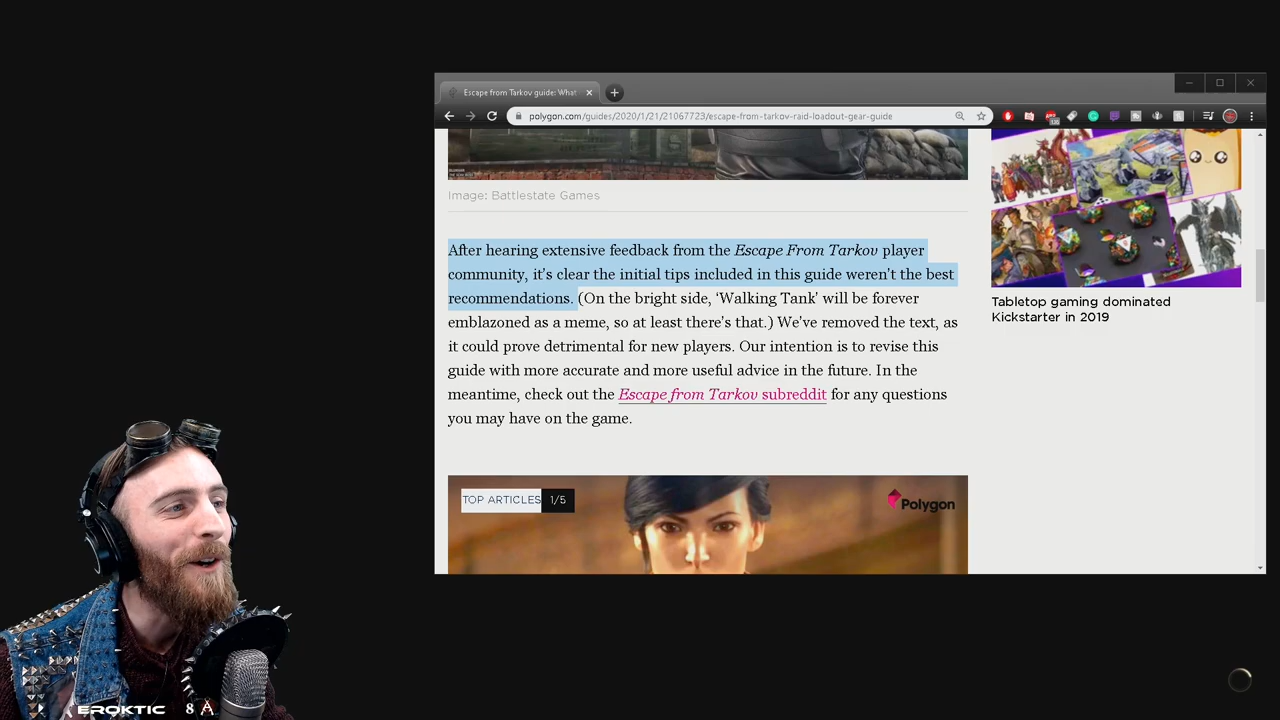 Escape from Tarkov guide: What
polygon.com/guides/2020/1/21/21067723/escape-from-tarkov-raid-loadout-gear-guide
Image: Battlestate Games
After hearing extensive feedback from the Escape From Tarkov player
community, it's clear the initial tips included in this guide weren't the best
recommendations. (On the bright side, 'Walking Tank' will be forever
emblazoned as a meme, so at least there's that.) We've removed the text, as
it could prove detrimental for new players. Our intention is to revise this
guide with more accurate and more useful advice in the future. In the
meantime, check out the Escape from Tarkov subreddit for any questions
you may have on the game.
TOP ARTICLES 1/5
Polygon
Tabletop gaming dominated
Kickstarter in 2019
EROKTIC